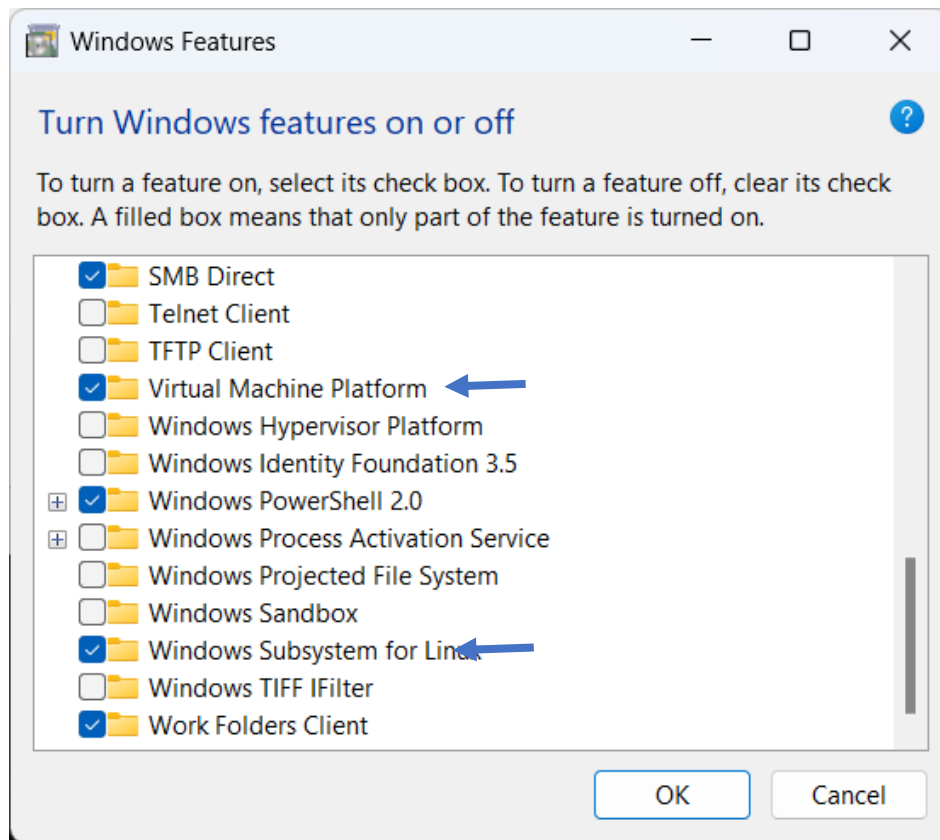 Windows Features
Turn Windows features on or off
?
To turn a feature on, select its check box. To turn a feature off, clear its check
box. A filled box means that only part of the feature is turned on.
SMB Direct
Telnet Client
TFTP Client
Virtual Machine Platform
Windows Hypervisor Platform
Windows Identity Foundation 3.5
Windows PowerShell 2.0
Windows Process Activation Service
Windows Projected File System
Windows Sandbox
Windows Subsystem for Linux
Windows TIFF IFilter
Work Folders Client
OK Cancel